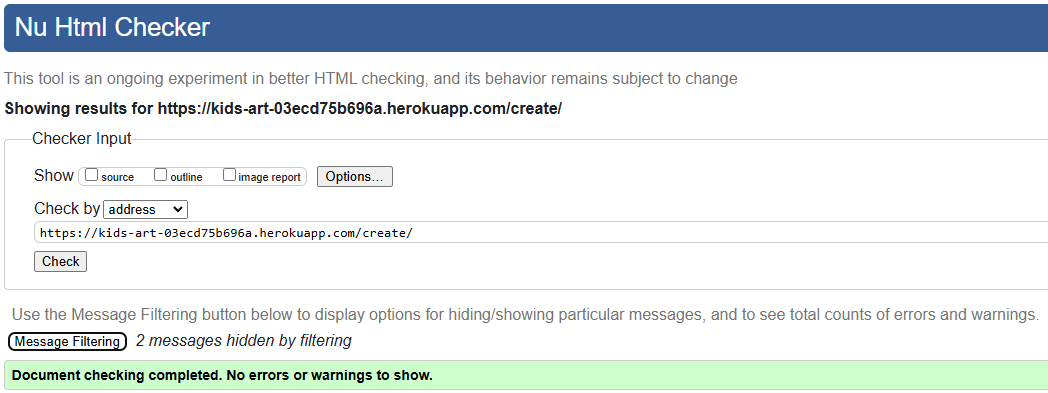 Nu Html Checker
This tool is an ongoing experiment in better HTML checking, and its behavior remains subject to change
Showing results for https://kids-art-03ecd75b696a.herokuapp.com/create/
Checker Input
Show source outline image report Options...
Check by address
https://kids-art-03ecd75b696a.herokuapp.com/create/
Check
Use the Message Filtering button below to display options for hiding/showing particular messages, and to see total counts of errors and warnings.
Message Filtering 2 messages hidden by filtering
Document checking completed. No errors or warnings to show.